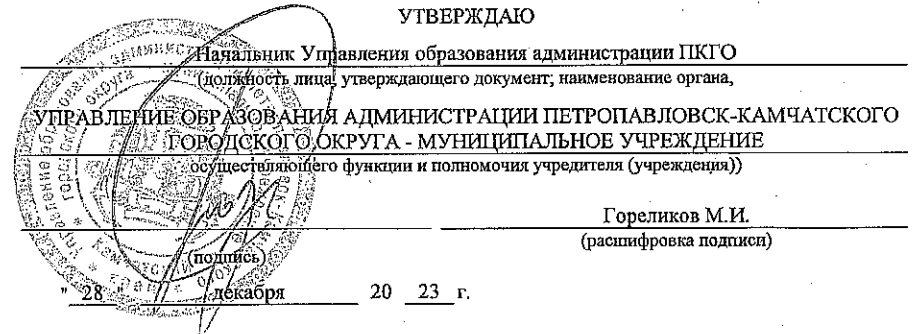 УТВЕРЖДАЮ
Начальник Управления образования администрации ПКГО
(должность лица, утверждающего документ; наименование органа,
УПРАВЛЕНИЕ ОБРАЗОВАНИЯ АДМИНИСТРАЦИИ ПЕТРОПАВЛОВСК-КАМЧАТСКОГО
ГОРОДСКОГО ОКРУГА - МУНИЦИПАЛЬНОЕ УЧРЕЖДЕНИЕ
осуществляющего функции и полномочия учредителя (учреждения))
Гореликов М.И.
(подпись) (расшифровка подписи)
" 28 " декабря 20 23 г.